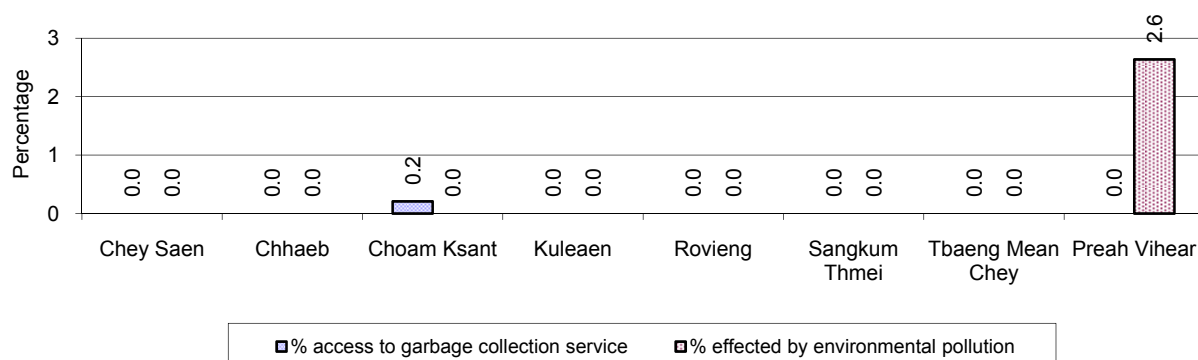 Percentage
3
2
1
0
0.0 0.0 0.0 0.0 0.2 0.0 0.0 0.0 0.0 0.0 0.0 0.0 0.0 0.0 0.0 2.6
Chey Saen Chhaeb Choam Ksant Kuleaen Rovieng Sangkum Thmei Tbaeng Mean Chey Preah Vihear
% access to garbage collection service % effected by environmental pollution